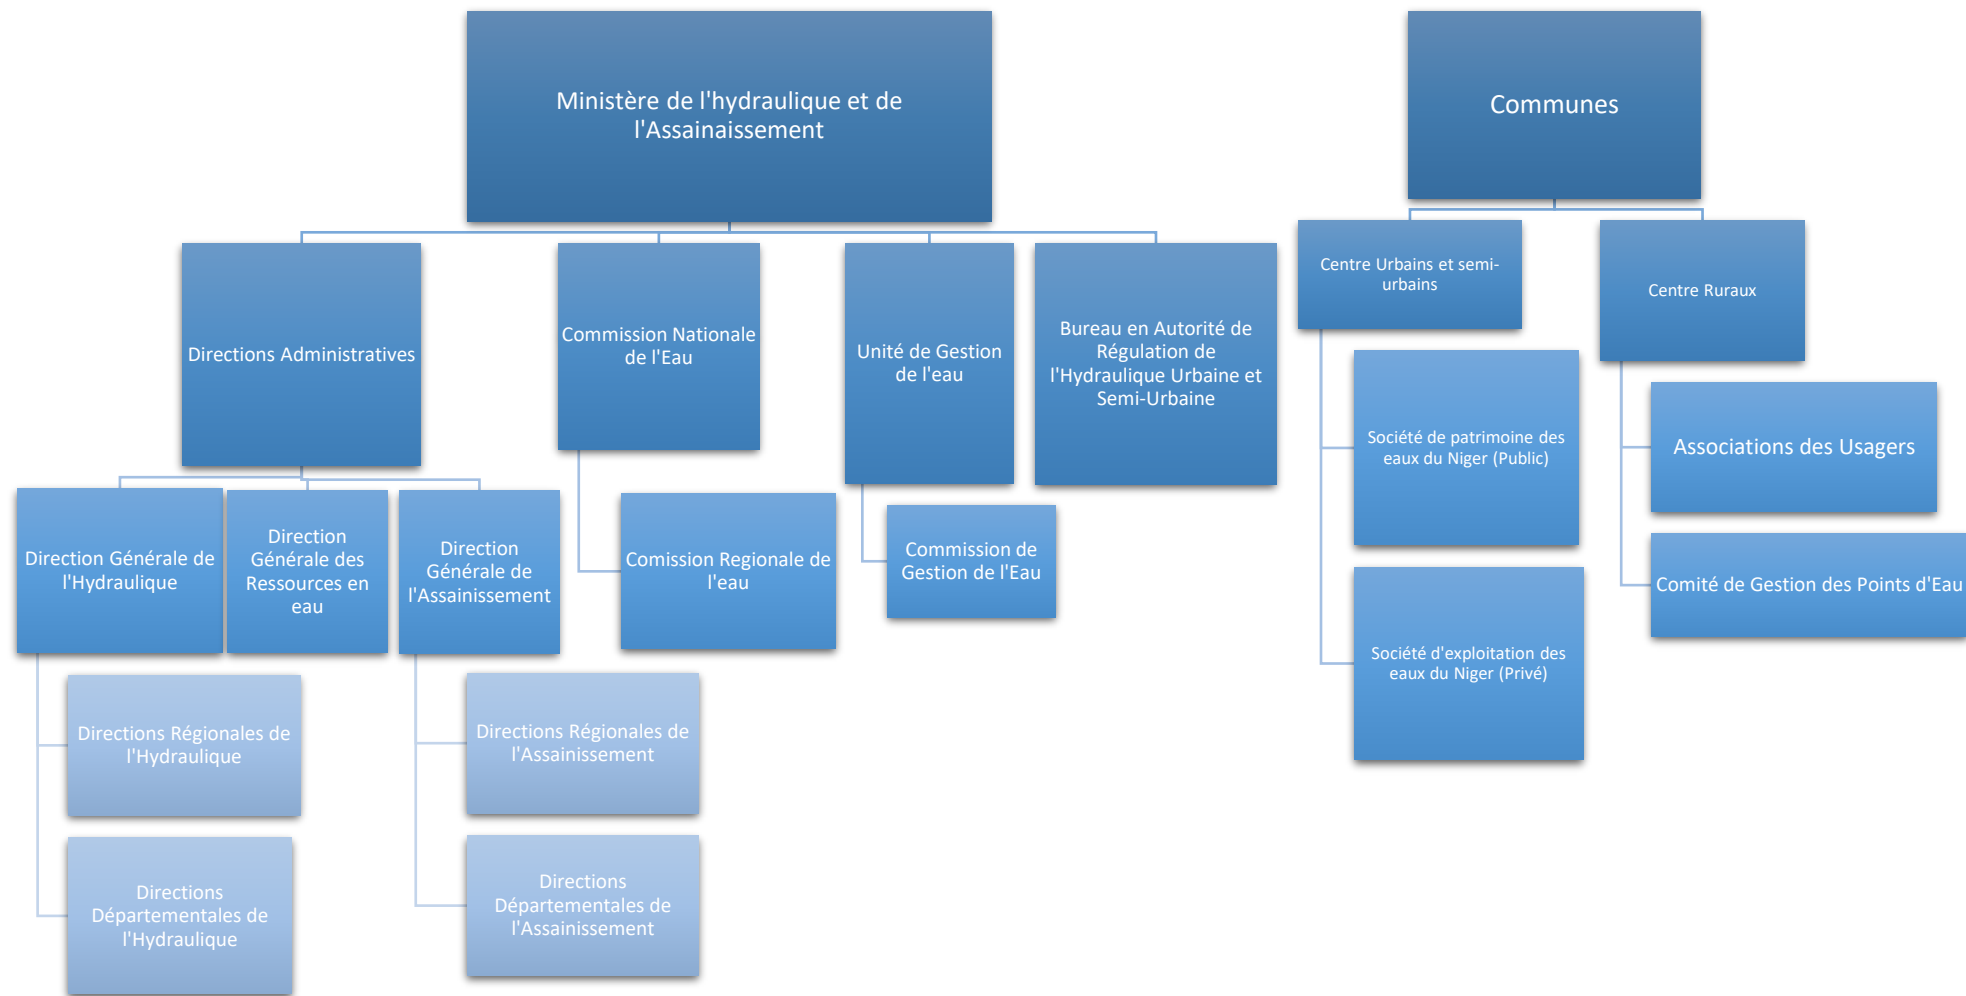 Ministère de l'hydraulique et de
l'Assainaissement
Communes
Directions Administratives
Commission Nationale
de l'Eau
Unité de Gestion
de l'eau
Bureau en Autorité de
Régulation de
l'Hydraulique Urbaine et
Semi-Urbaine
Centre Urbains et semi-
urbains
Centre Ruraux
Direction Générale de
l'Hydraulique
Direction
Générale des
Ressources en
eau
Direction
Générale de
l'Assainissement
Comission Regionale de
l'eau
Commission de
Gestion de l'Eau
Société de patrimoine des
eaux du Niger (Public)
Associations des Usagers
Comité de Gestion des Points d'Eau
Société d'exploitation des
eaux du Niger (Privé)
Directions Régionales de
l'Hydraulique
Directions Régionales de
l'Assainissement
Directions
Départementales de
l'Hydraulique
Directions
Départementales de
l'Assainissement